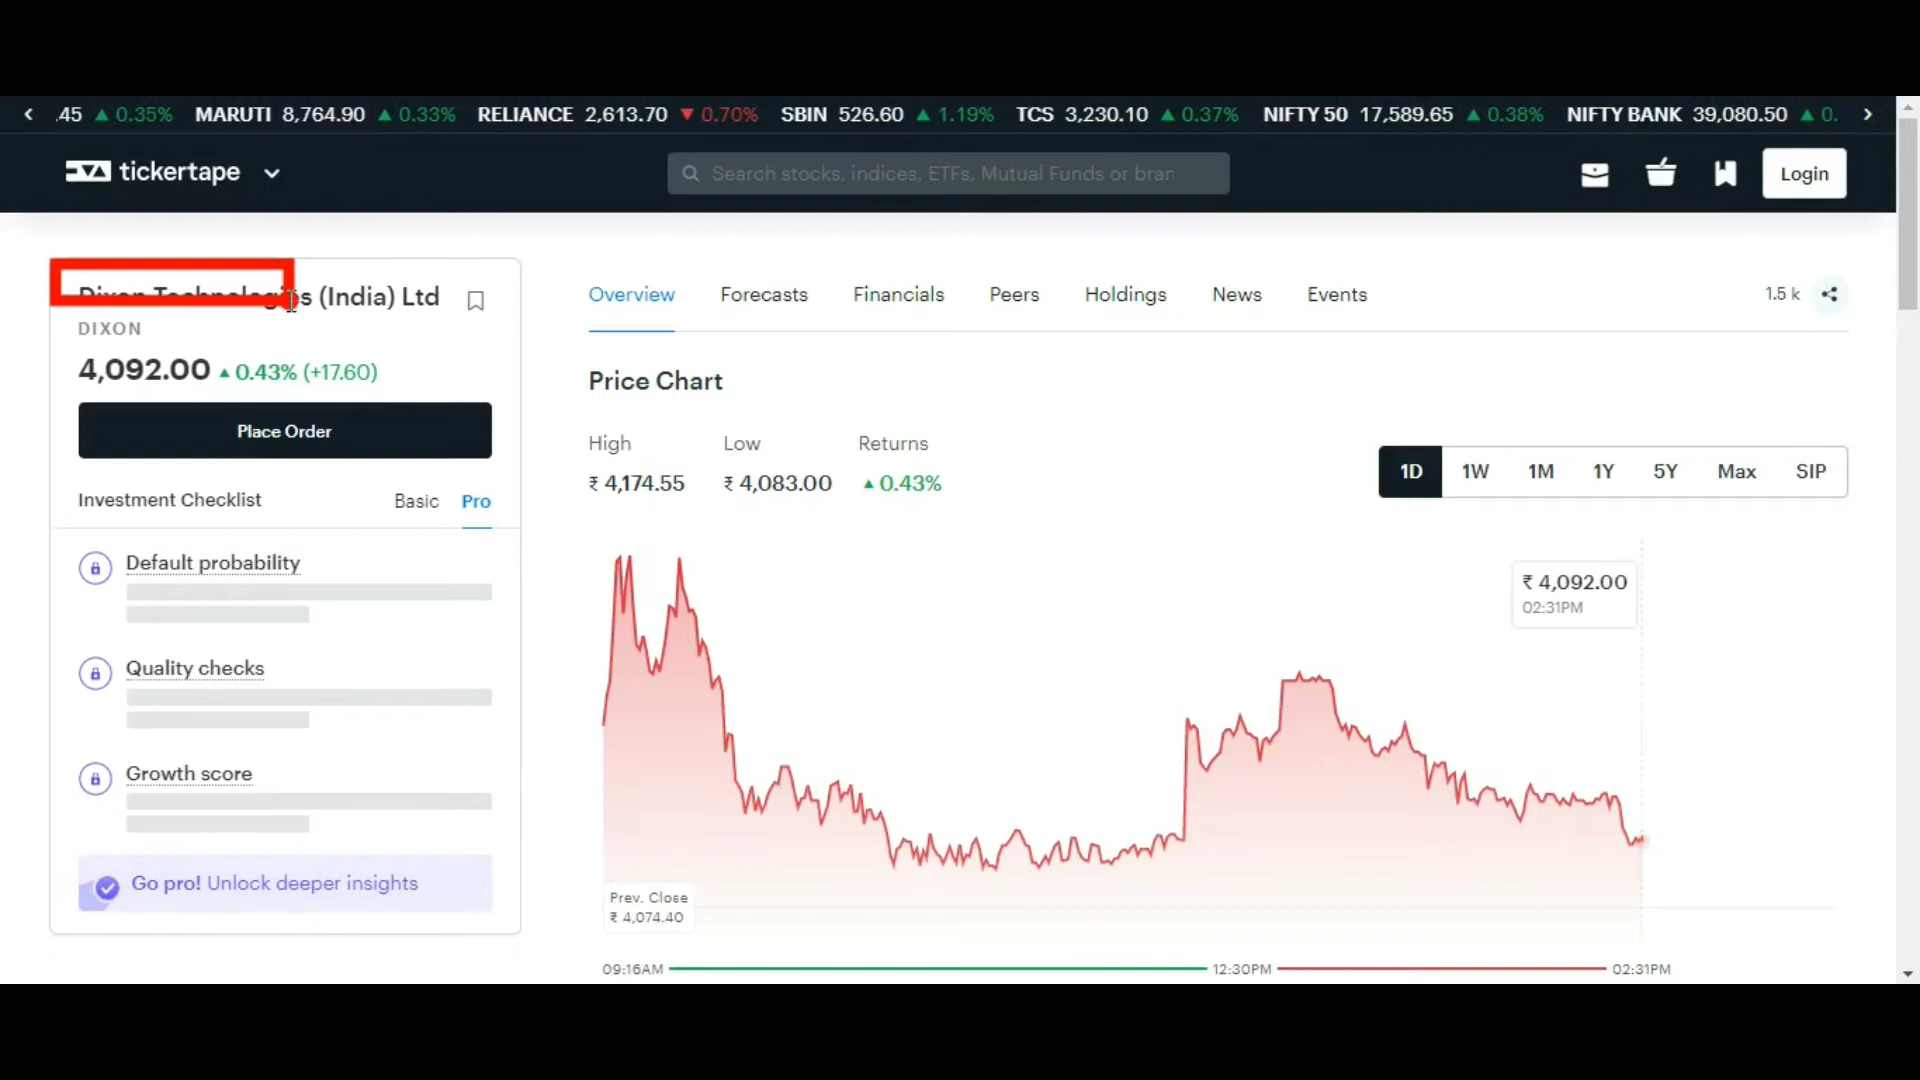 .45 ▲ 0.35% MARUTI 8,764.90 ▲ 0.33% RELIANCE 2,613.70 ▼ 0.70% SBIN 526.60 ▲ 1.19% TCS 3,230.10 ▲ 0.37% NIFTY 50 17,589.65 ▲ 0.38% NIFTY BANK 39,080.50 ▲ 0.
tickertape
Search stocks, indices, ETFs, Mutual Funds or bran
Login
Dixon Technologies (India) Ltd
DIXON
4,092.00 ▲ 0.43% (+17.60)
Place Order
Investment Checklist Basic Pro
Default probability
Quality checks
Growth score
Go pro! Unlock deeper insights
Overview Forecasts Financials Peers Holdings News Events
1.5 k
Price Chart
High Low Returns
₹ 4,174.55 ₹ 4,083.00 ▲ 0.43%
1D 1W 1M 1Y 5Y Max SIP
₹ 4,092.00
02:31PM
Prev. Close
₹ 4,074.40
09:16AM 12:30PM 02:31PM